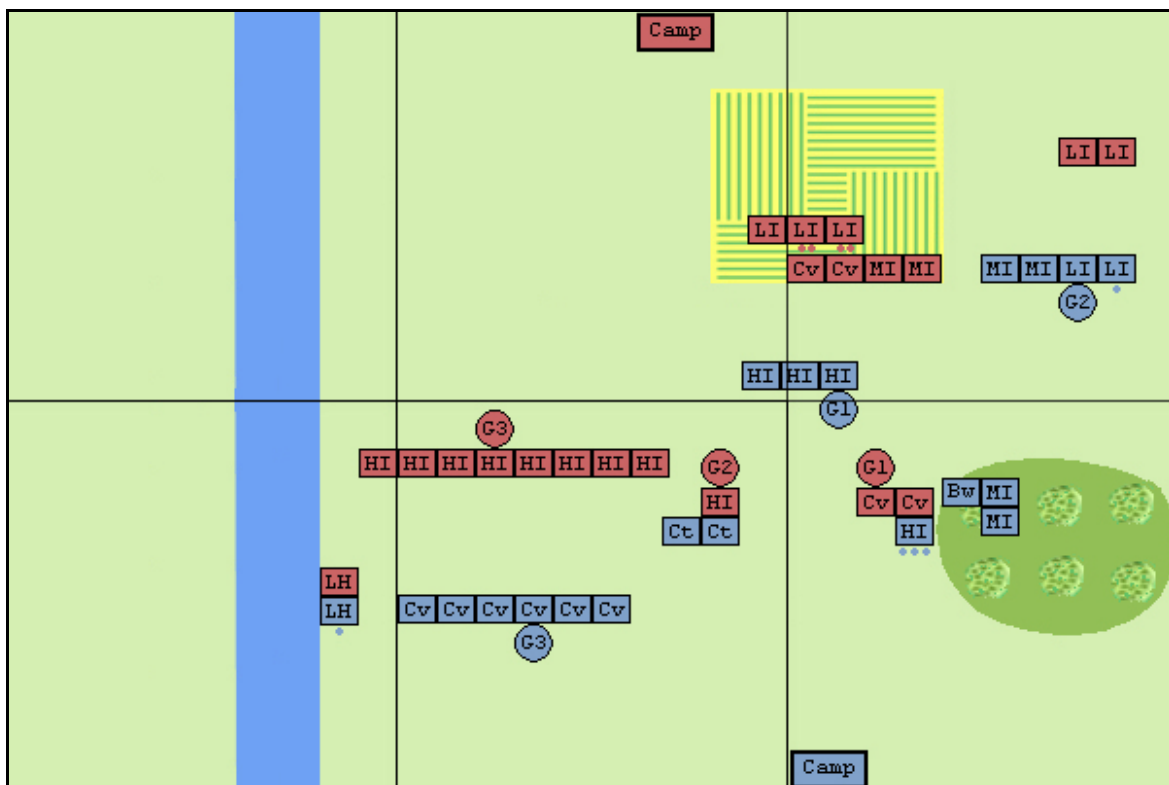 Camp
LI LI
LI LI LI
Cv Cv MI MI
MI MI LI LI
G2
HI HI HI
G1
G3
HI HI HI HI HI HI HI HI
G2
G1
HI
Cv Cv
Bw MI
Ct Ct
HI
MI
LH
LH
Cv Cv Cv Cv Cv Cv
G3
Camp